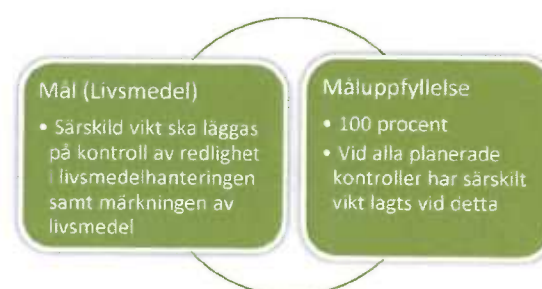 Mål (Livsmedel)
• Särskild vikt ska läggas
på kontroll av redlighet
i livsmedelhanteringen
samt märkningen av
livsmedel
Måluppfyllelse
• 100 procent
• Vid alla planerade
kontroller har särskilt
vikt lagts vid detta